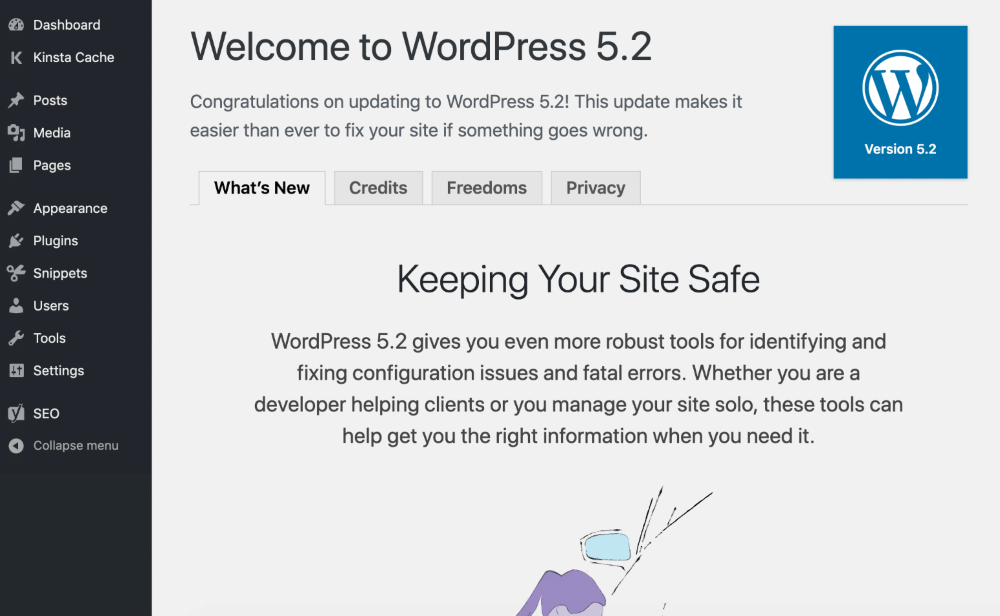 Dashboard
Kinsta Cache
Posts
Media
Pages
Appearance
Plugins
Snippets
Users
Tools
Settings
SEO
Collapse menu
Welcome to WordPress 5.2
Congratulations on updating to WordPress 5.2! This update makes it
easier than ever to fix your site if something goes wrong.
Version 5.2
What’s New
Credits
Freedoms
Privacy
Keeping Your Site Safe
WordPress 5.2 gives you even more robust tools for identifying and
fixing configuration issues and fatal errors. Whether you are a
developer helping clients or you manage your site solo, these tools can
help get you the right information when you need it.